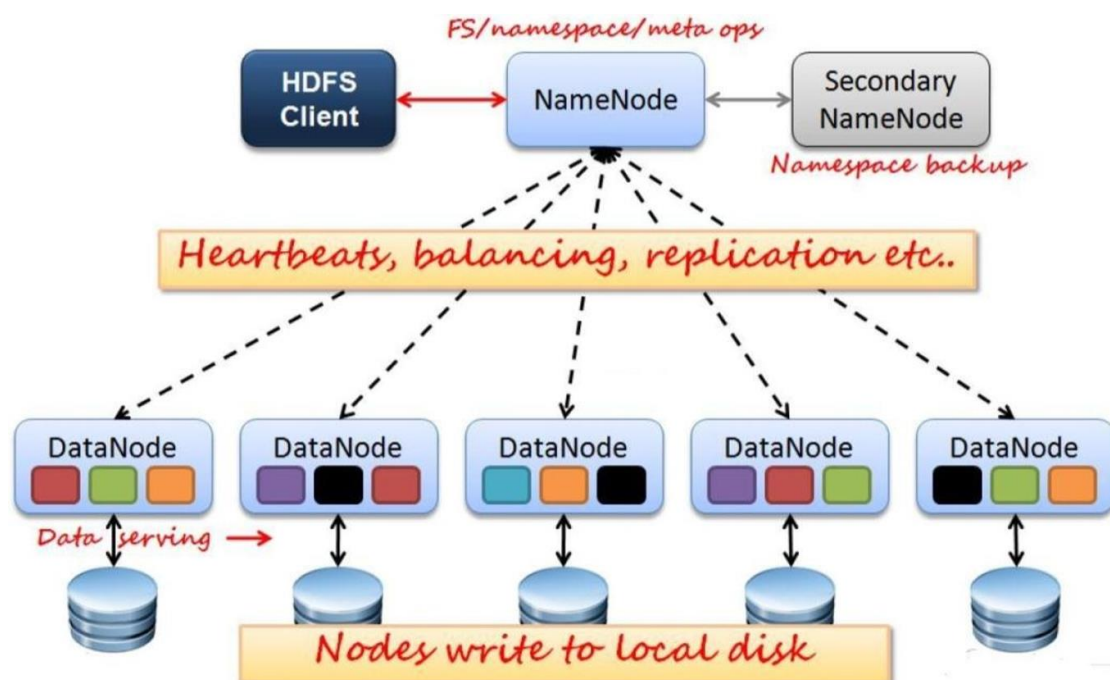 FS/namespace/meta ops
HDFS
Client
NameNode
Secondary
NameNode
Namespace backup
Heartbeats, balancing, replication etc..
DataNode
DataNode
DataNode
DataNode
DataNode
Data serving
Nodes write to local disk